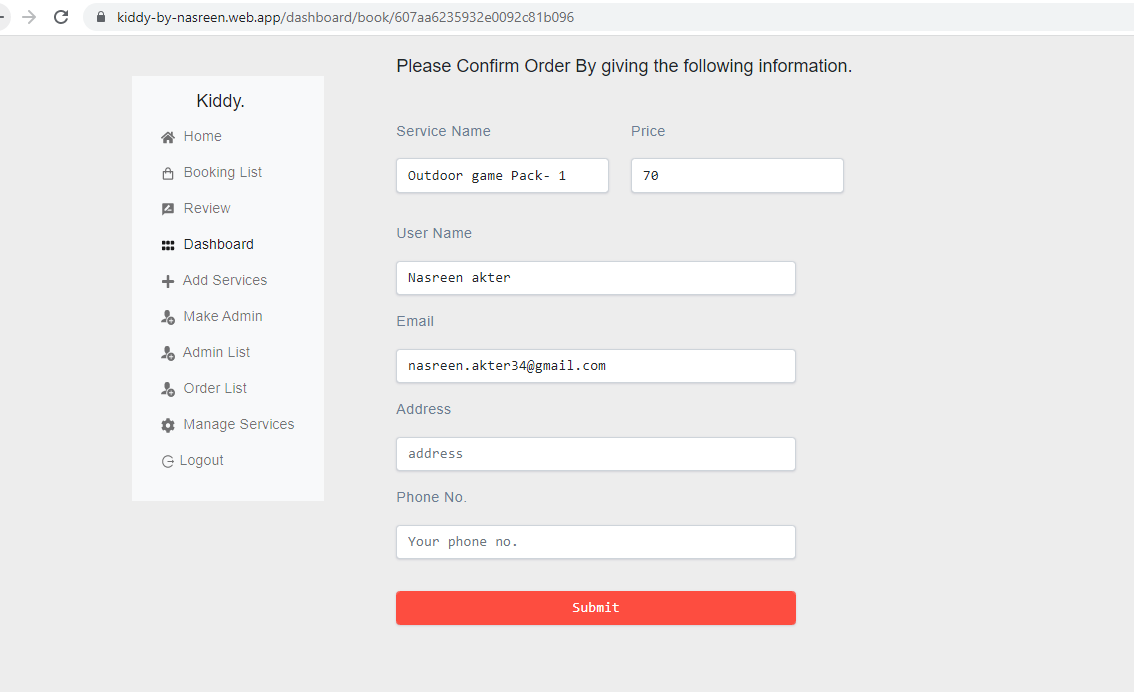 kiddy-by-nasreen.web.app/dashboard/book/607aa6235932e0092c81b096
Please Confirm Order By giving the following information.
Kiddy.
Home
Booking List
Review
Dashboard
Add Services
Make Admin
Admin List
Order List
Manage Services
Logout
Service Name Price
Outdoor game Pack- 1 70
User Name
Nasreen akter
Email
nasreen.akter34@gmail.com
Address
address
Phone No.
Your phone no.
Submit